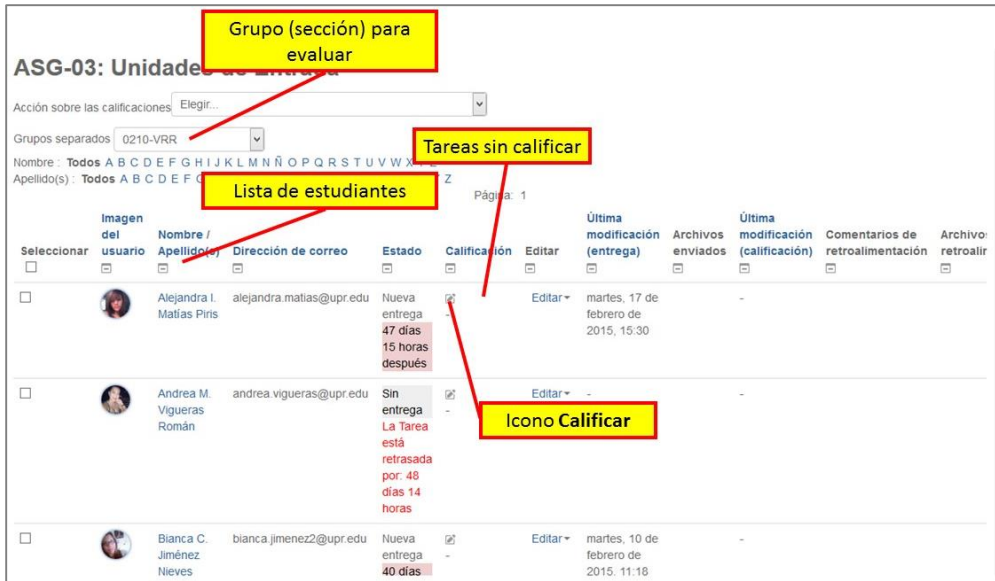 Grupo (sección) para
evaluar
ASG-03: Unidades de Entrada
Acción sobre las calificaciones Elegir...
Grupos separados 0210-VRR
Nombre : Todos A B C D E F G H I J K L M N Ñ O P Q R S T U V W X
Tareas sin calificar
Apellido(s) : Todos A B C D E F Z
Lista de estudiantes
Página: 1
Seleccionar
Imagen
del
usuario
Nombre /
Apellido(s)
Dirección de correo
Estado
Calificación
Editar
Última
modificación
(entrega)
Archivos
enviados
Última
modificación
(calificación)
Comentarios de
retroalimentación
Alejandra I.
Matías Piris
alejandra.matias@upr.edu
Nueva
entrega
47 días
15 horas
después
-
Editar
martes, 17 de
febrero de
2015, 15:30
-
Andrea M.
Vigueras
Román
andrea.vigueras@upr.edu
Sin
entrega
La Tarea
está
retrasada
por: 48
días 14
horas
-
Editar
-
-
Icono Calificar
Bianca C.
Jiménez
Nieves
bianca.jimenez2@upr.edu
Nueva
entrega
40 días
-
Editar
martes, 10 de
febrero de
2015, 11:18
-